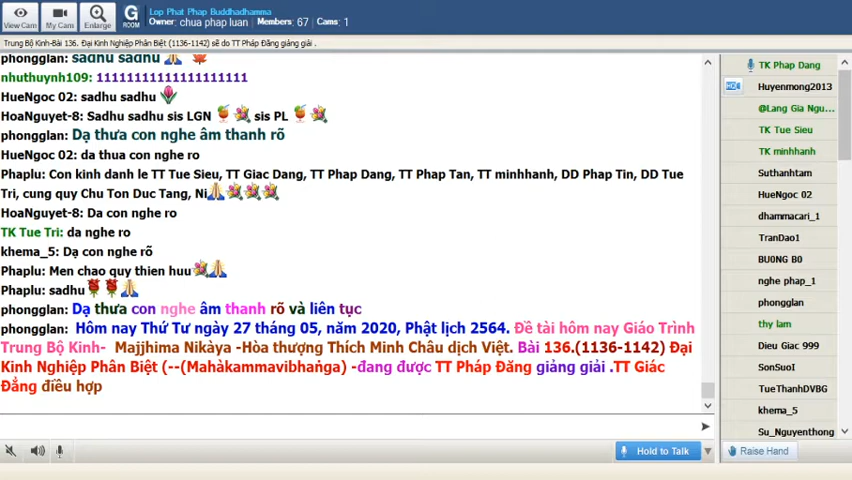 View Cam
My Cam
Enlarge
G
ROOM
Lop Phat Phap Buddhadhamma
Owner: chua phap luan Members: 67 Cams: 1
Trung Bộ Kinh-Bài 136. Đại Kinh Nghiệp Phân Biệt (1136-1142) sẽ do TT Pháp Đăng giảng giải .
phongglan: sadhu sadhu
nhuthuynh109: 1111111111111111111111
HueNgoc 02: sadhu sadhu
HoaNguyet-8: Sadhu sadhu sis LGN sis PL
phongglan: Dạ thưa con nghe âm thanh rõ
HueNgoc 02: da thua con nghe ro
Phaplu: Con kinh danh le TT Tue Sieu, TT Giac Dang, TT Phap Dang, TT Phap Tan, TT minhhanh, DD Phap Tin, DD Tue
Tri, cung quy Chu Ton Duc Tang, Ni
HoaNguyet-8: Da con nghe ro
TK Tue Tri: da nghe ro
khema_5: Dạ con nghe rõ
Phaplu: Men chao quy thien huu
Phaplu: sadhu
phongglan: Dạ thưa con nghe âm thanh rõ và liên tục
phongglan: Hôm nay Thứ Tư ngày 27 tháng 05, năm 2020, Phật lịch 2564. Đề tài hôm nay Giáo Trình
Trung Bộ Kinh- Majjhima Nikàya -Hòa thượng Thích Minh Châu dịch Việt. Bài 136.(1136-1142) Đại
Kinh Nghiệp Phân Biệt (--(Mahàkammavibhaṅga) -đang được TT Pháp Đăng giảng giải .TT Giác
Đẳng điều hợp
Hold to Talk
TK Phap Dang
Huyenmong2013
@Lang Gia Ngu...
TK Tue Sieu
TK minhhanh
Suthanhtam
HueNgoc 02
dhammacari_1
TranDao1
BU0NG B0
nghe phap_1
phongglan
thy lam
Dieu Giac 999
SonSuoI
TueThanhDVBG
khema_5
Su_Nguyenthong
Raise Hand